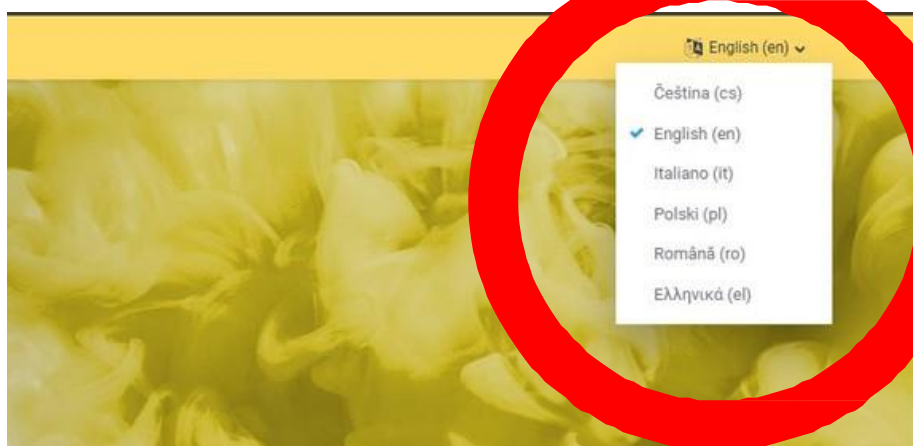 English (en)
Čeština (cs)
English (en)
Italiano (it)
Polski (pl)
Română (ro)
Ελληνικά (el)